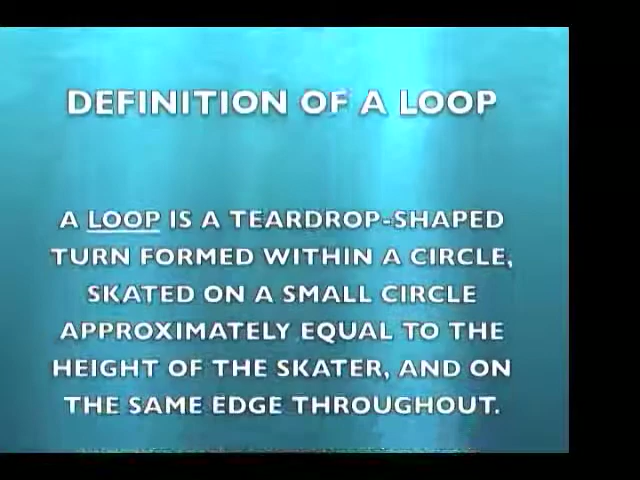 DEFINITION OF A LOOP
A LOOP IS A TEARDROP-SHAPED
TURN FORMED WITHIN A CIRCLE,
SKATED ON A SMALL CIRCLE
APPROXIMATELY EQUAL TO THE
HEIGHT OF THE SKATER, AND ON
THE SAME EDGE THROUGHOUT.